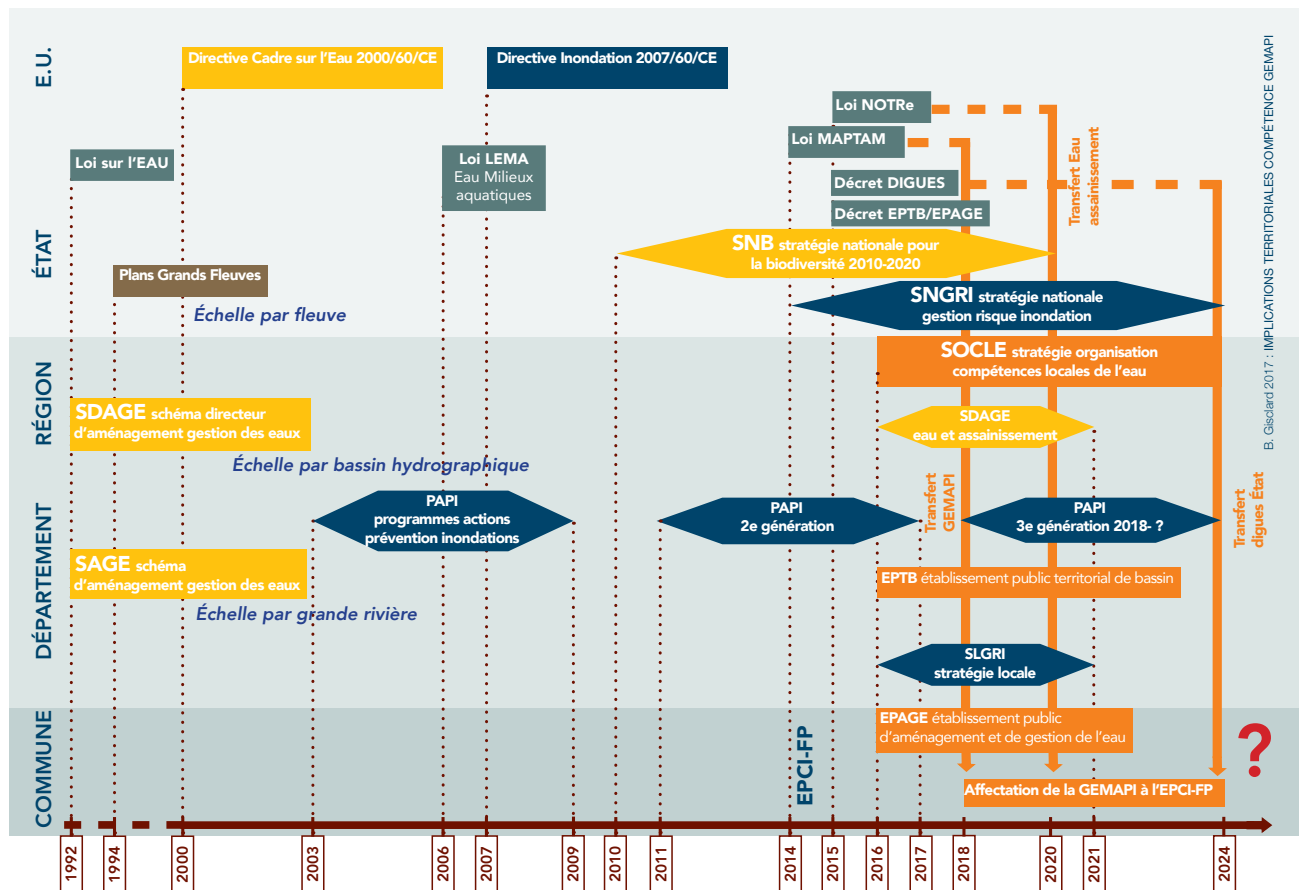 E.U.
Directive Cadre sur l'Eau 2000/60/CE
Directive Inondation 2007/60/CE
Loi NOTRe
Loi MAPTAM
Loi sur l'EAU
Loi LEMA
Eau Milieux
aquatiques
Décret DIGUES
Décret EPTB/EPAGE
Transfert Eau
assainissement
ÉTAT
SNB stratégie nationale pour
la biodiversité 2010-2020
Plans Grands Fleuves
Échelle par fleuve
SNGRI stratégie nationale
gestion risque inondation
RÉGION
SOCLE stratégie organisation
compétences locales de l'eau
SDAGE schéma directeur
d'aménagement gestion des eaux
SDAGE
eau et assainissement
Échelle par bassin hydrographique
DÉPARTEMENT
PAPI
programmes actions
prévention inondations
PAPI
2e génération
Transfert
GEMAPI
PAPI
3e génération 2018- ?
Transfert
digues État
SAGE schéma
d'aménagement gestion des eaux
EPTB établissement public territorial de bassin
Échelle par grande rivière
SLGRI
stratégie locale
COMMUNE
EPCI-FP
EPAGE établissement public
d'aménagement et de gestion de l'eau
?
Affectation de la GEMAPI à l'EPCI-FP
1992
1994
2000
2003
2006
2007
2009
2010
2011
2014
2015
2016
2017
2018
2020
2021
2024
B. Gisclard 2017 : IMPLICATIONS TERRITORIALES COMPÉTENCE GEMAPI